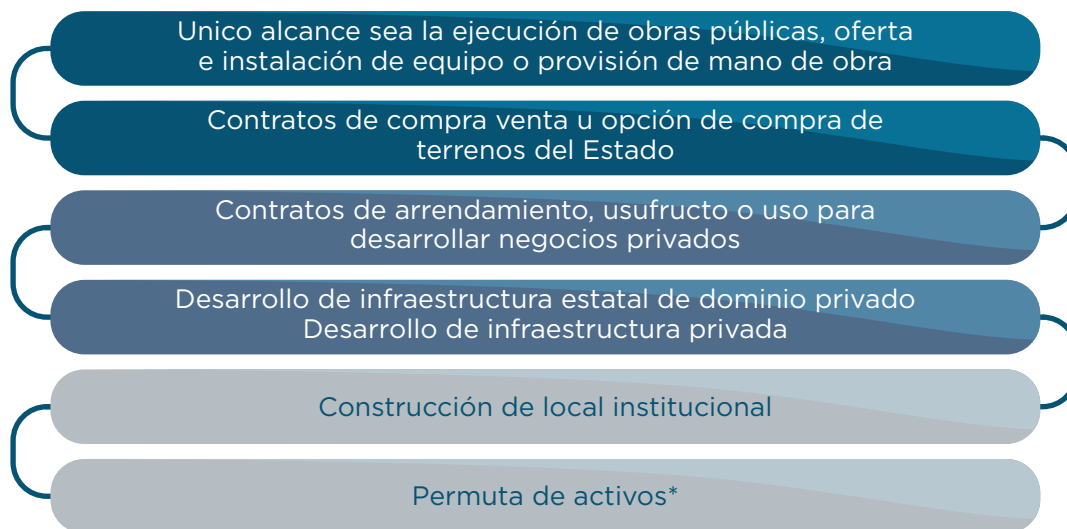 Unico alcance sea la ejecución de obras públicas, oferta
e instalación de equipo o provisión de mano de obra
Contratos de compra venta u opción de compra de
terrenos del Estado
Contratos de arrendamiento, usufructo o uso para
desarrollar negocios privados
Desarrollo de infraestructura estatal de dominio privado
Desarrollo de infraestructura privada
Construcción de local institucional
Permuta de activos*